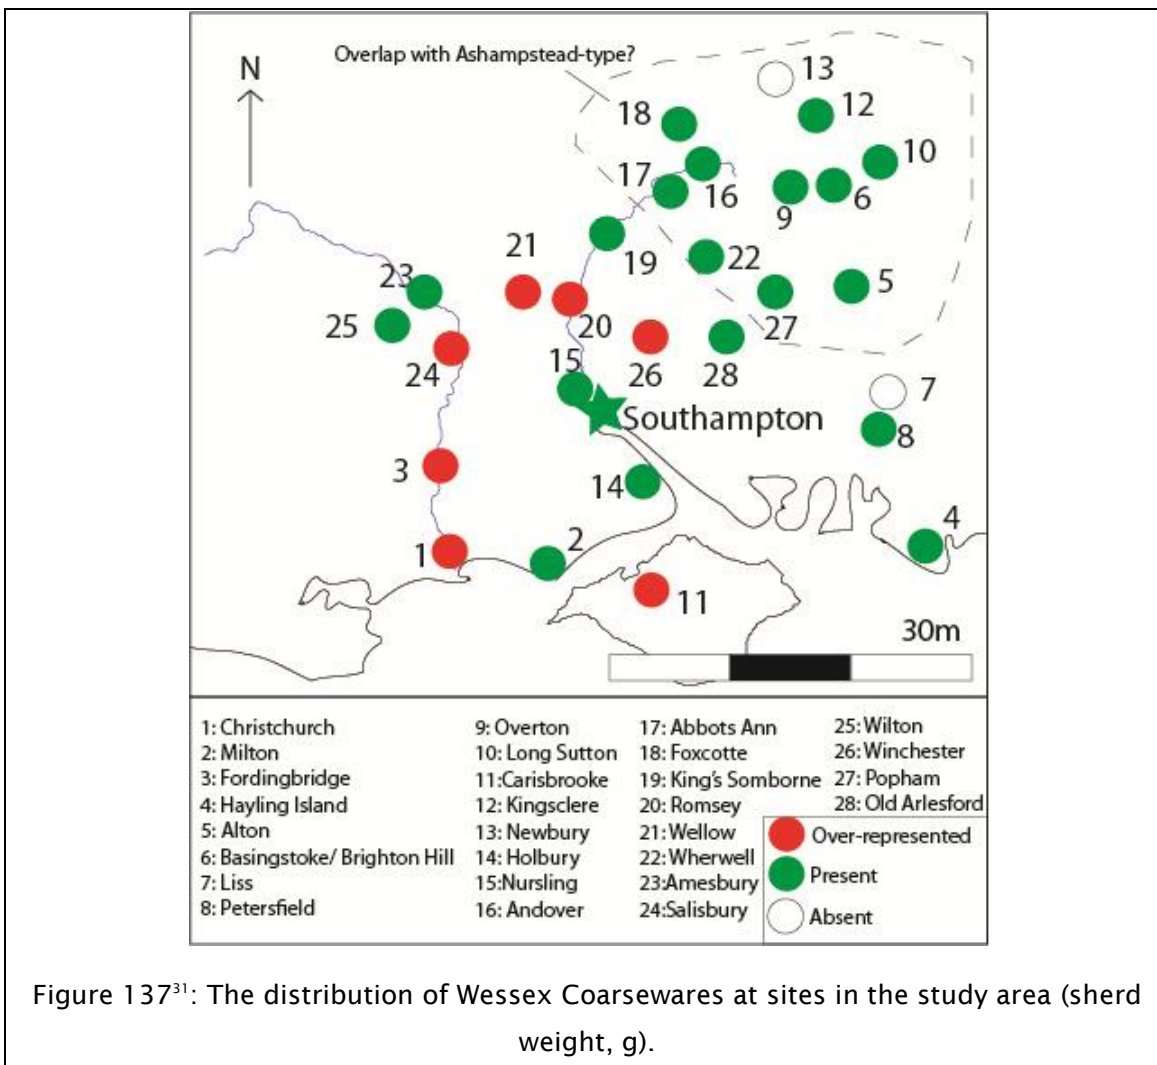 Overlap with Ashampstead-type?
N
13
18
12
10
17
16
9
6
21
19
22
23
5
20
27
25
26
28
24
15
7
Southampton
8
3
14
4
2
1
11
30m
1: Christchurch
2: Milton
3: Fordingbridge
4: Hayling Island
5: Alton
6: Basingstoke/ Brighton Hill
7: Liss
8: Petersfield
9: Overton
10: Long Sutton
11:Carisbrooke
12: Kingsclere
13: Newbury
14: Holbury
15:Nursling
16: Andover
17: Abbots Ann
18: Foxcotte
19: King's Somborne
20: Romsey
21: Wellow
22: Wherwell
23:Amesbury
24:Salisbury
25: Wilton
26: Winchester
27: Popham
28: Old Arlesford
Over-represented
Present
Absent
Figure 137³¹: The distribution of Wessex Coarsewares at sites in the study area (sherd
weight, g).